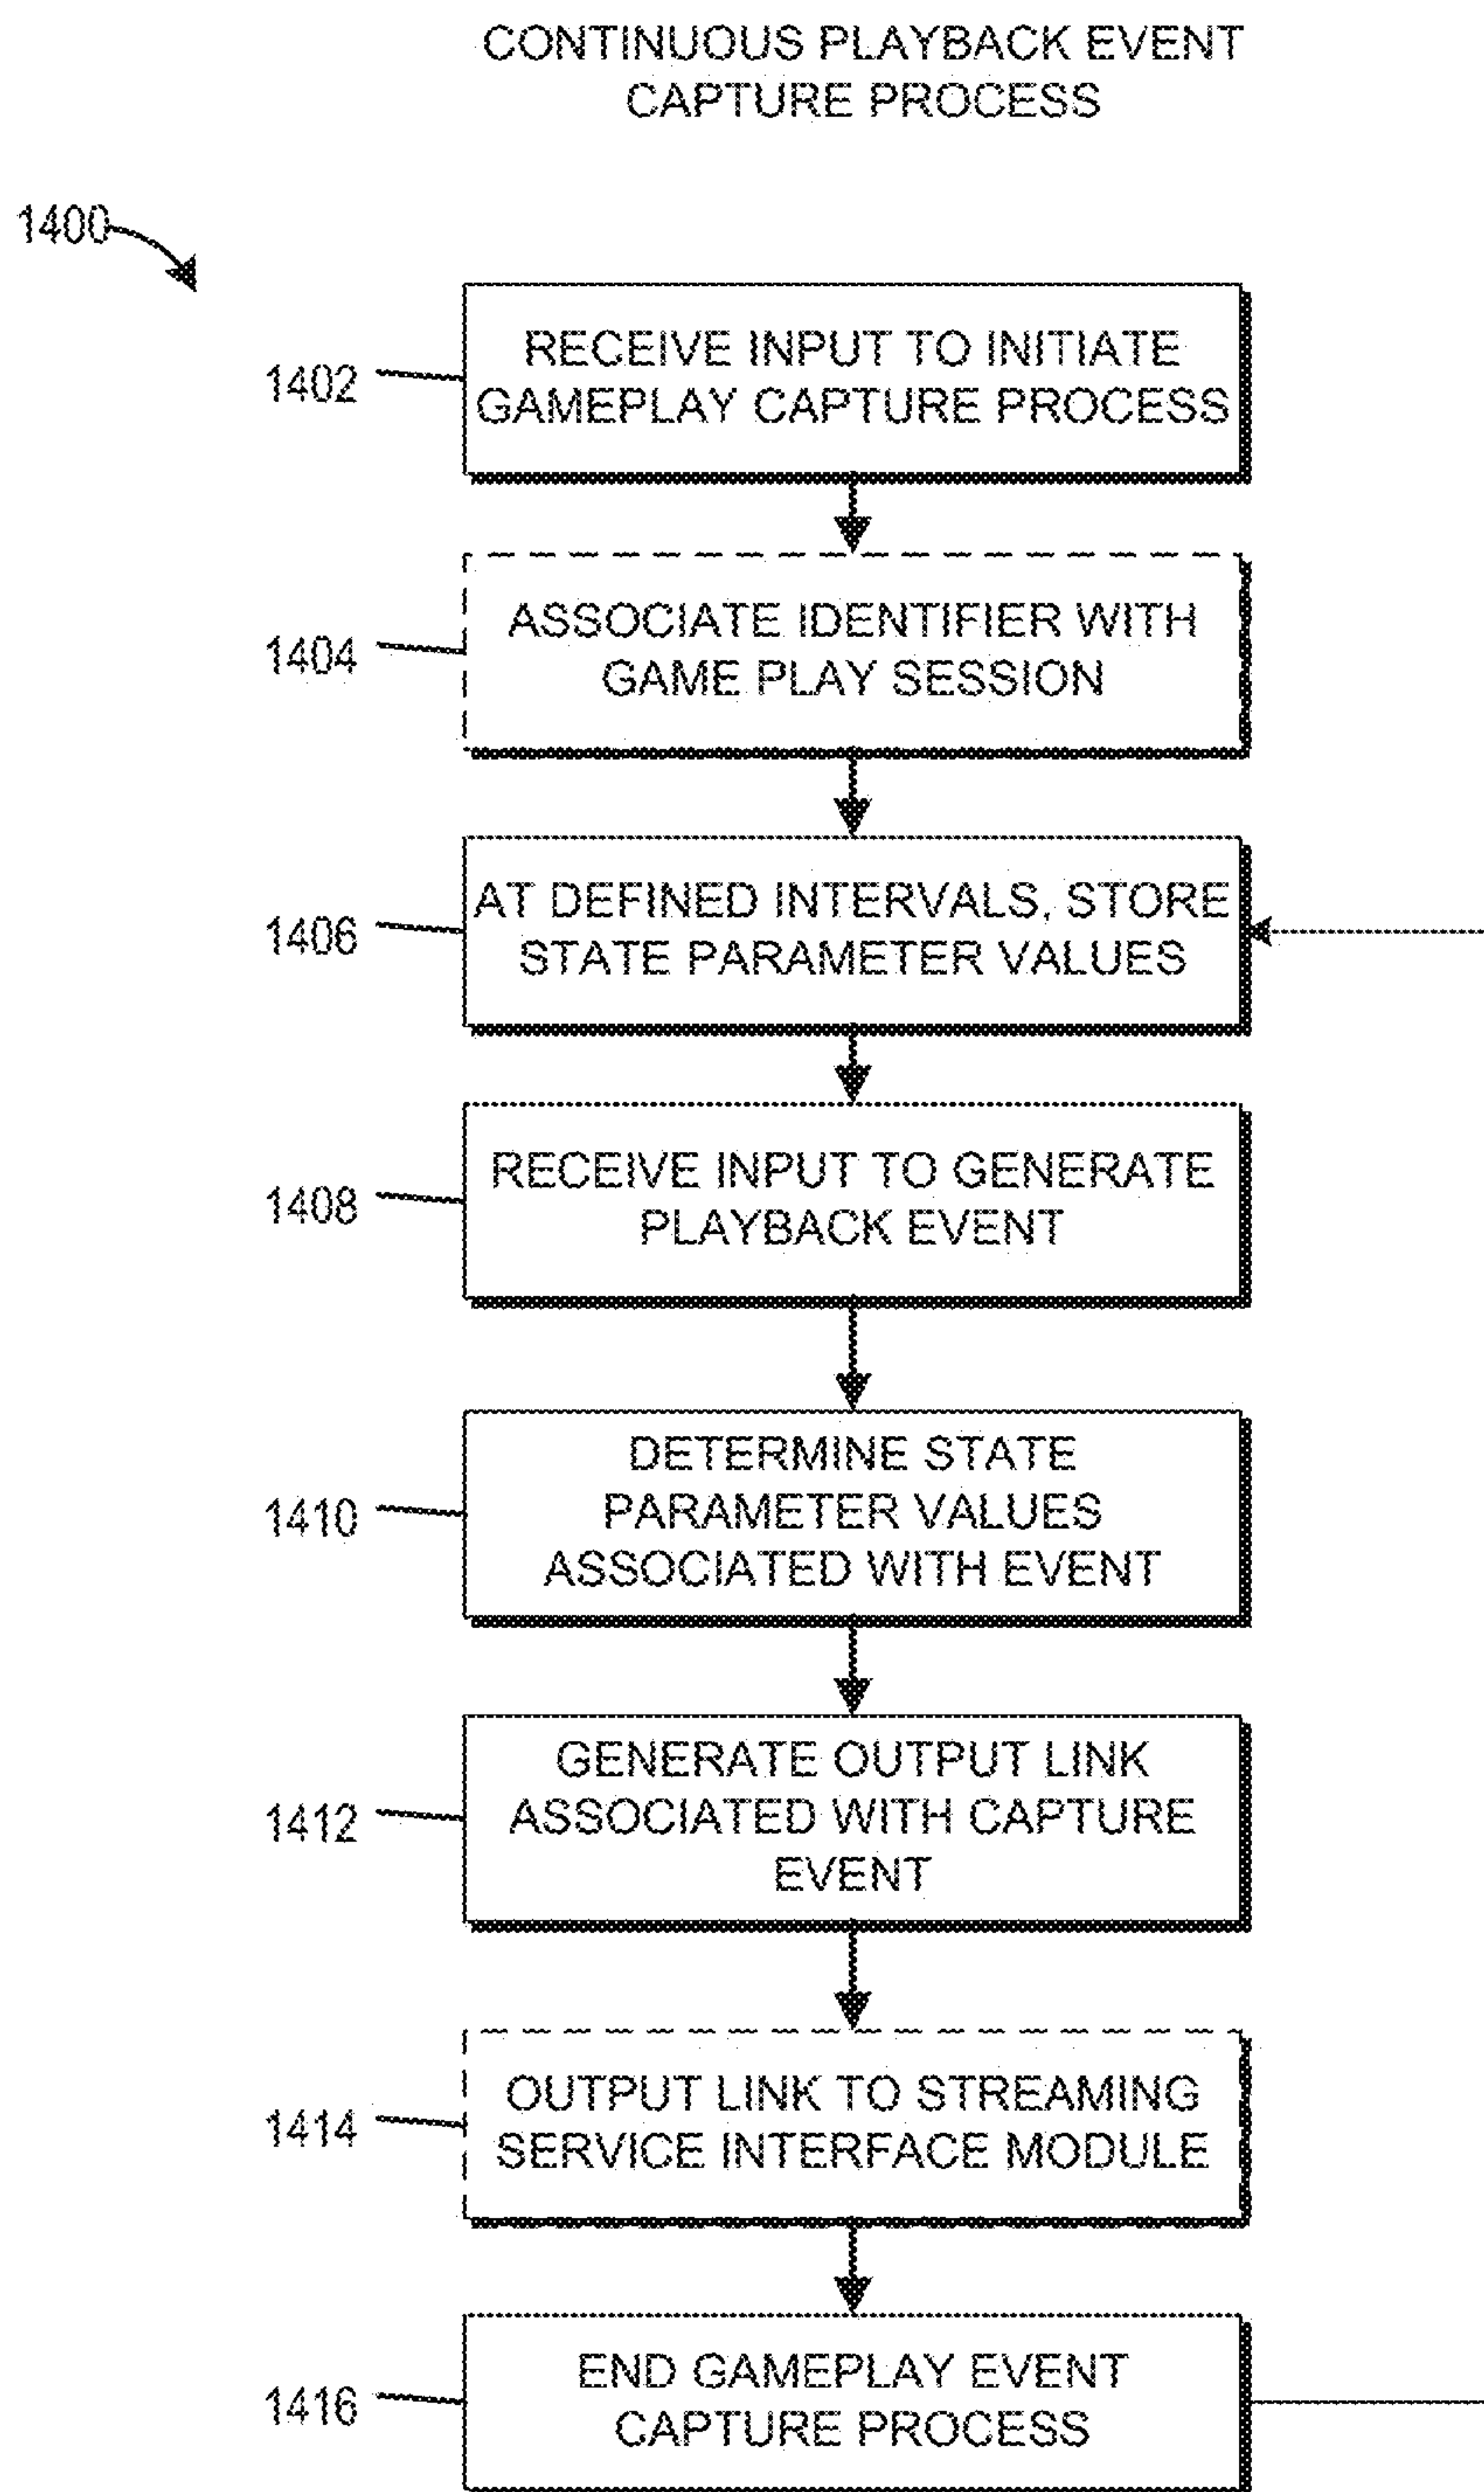 CONTINUOUS PLAYBACK EVENT
CAPTURE PROCESS
1400
1402
RECEIVE INPUT TO INITIATE
GAMEPLAY CAPTURE PROCESS
1404
ASSOCIATE IDENTIFIER WITH
GAME PLAY SESSION
1406
AT DEFINED INTERVALS, STORE
STATE PARAMETER VALUES
1408
RECEIVE INPUT TO GENERATE
PLAYBACK EVENT
1410
DETERMINE STATE
PARAMETER VALUES
ASSOCIATED WITH EVENT
1412
GENERATE OUTPUT LINK
ASSOCIATED WITH CAPTURE
EVENT
1414
OUTPUT LINK TO STREAMING
SERVICE INTERFACE MODULE
1416
END GAMEPLAY EVENT
CAPTURE PROCESS